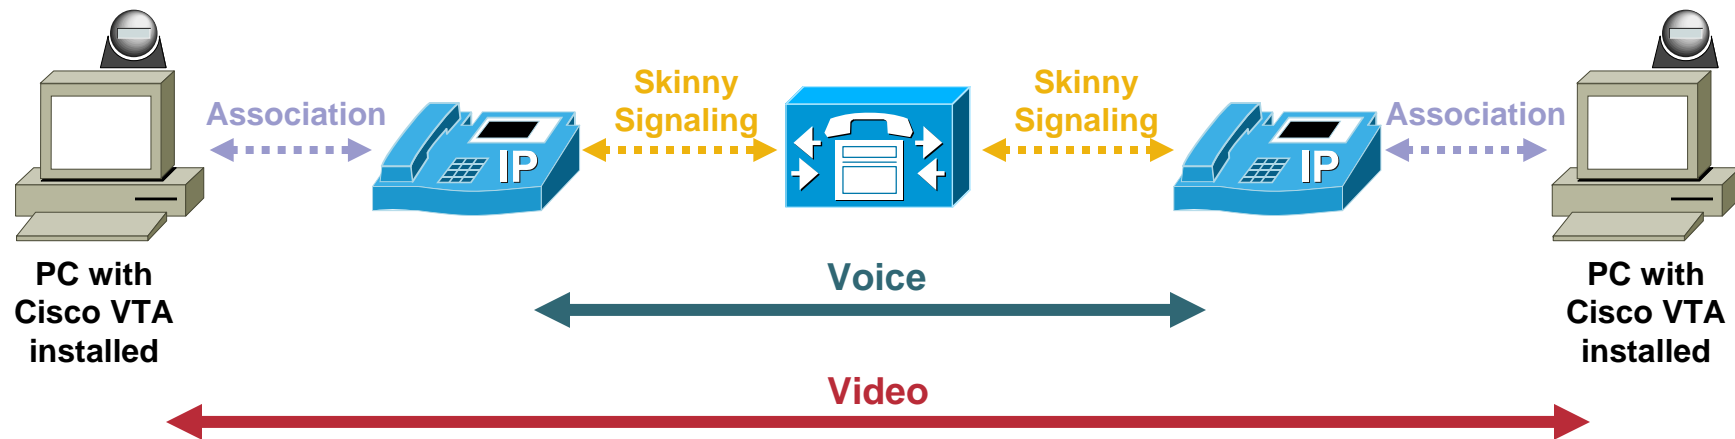 Association
Skinny
Signaling
Skinny
Signaling
Association
IP
IP
PC with
Cisco VTA
installed
Voice
PC with
Cisco VTA
installed
Video